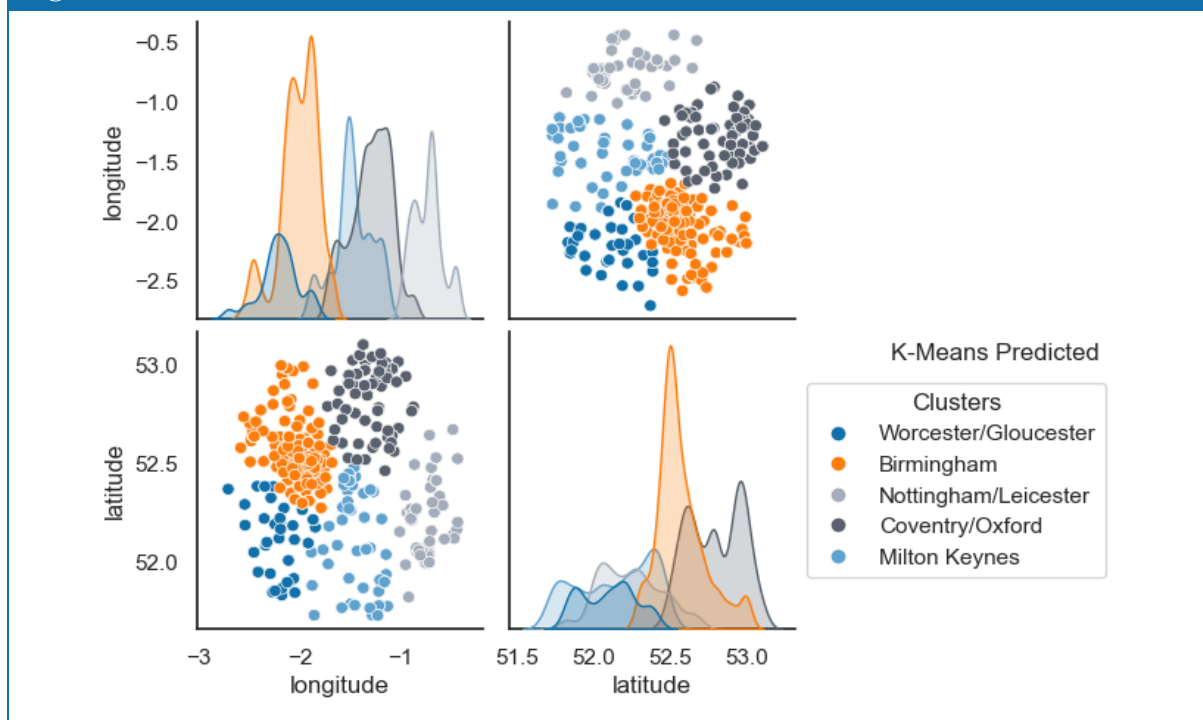 −0.5
−1.0
−1.5
−2.0
−2.5
longitude
53.0
52.5
52.0
latitude
−3
−2
−1
longitude
51.5
52.0
52.5
53.0
latitude
K-Means Predicted
Clusters
Worcester/Gloucester
Birmingham
Nottingham/Leicester
Coventry/Oxford
Milton Keynes